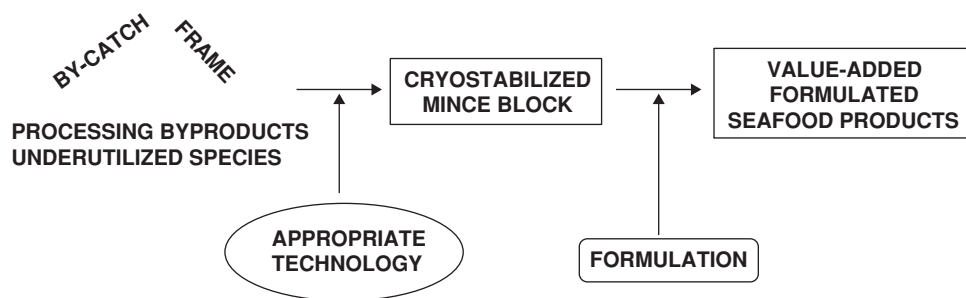 BY-CATCH
FRAME
PROCESSING BYPRODUCTS
UNDERUTILIZED SPECIES
CRYOSTABILIZED
MINCE BLOCK
VALUE-ADDED
FORMULATED
SEAFOOD PRODUCTS
APPROPRIATE
TECHNOLOGY
FORMULATION